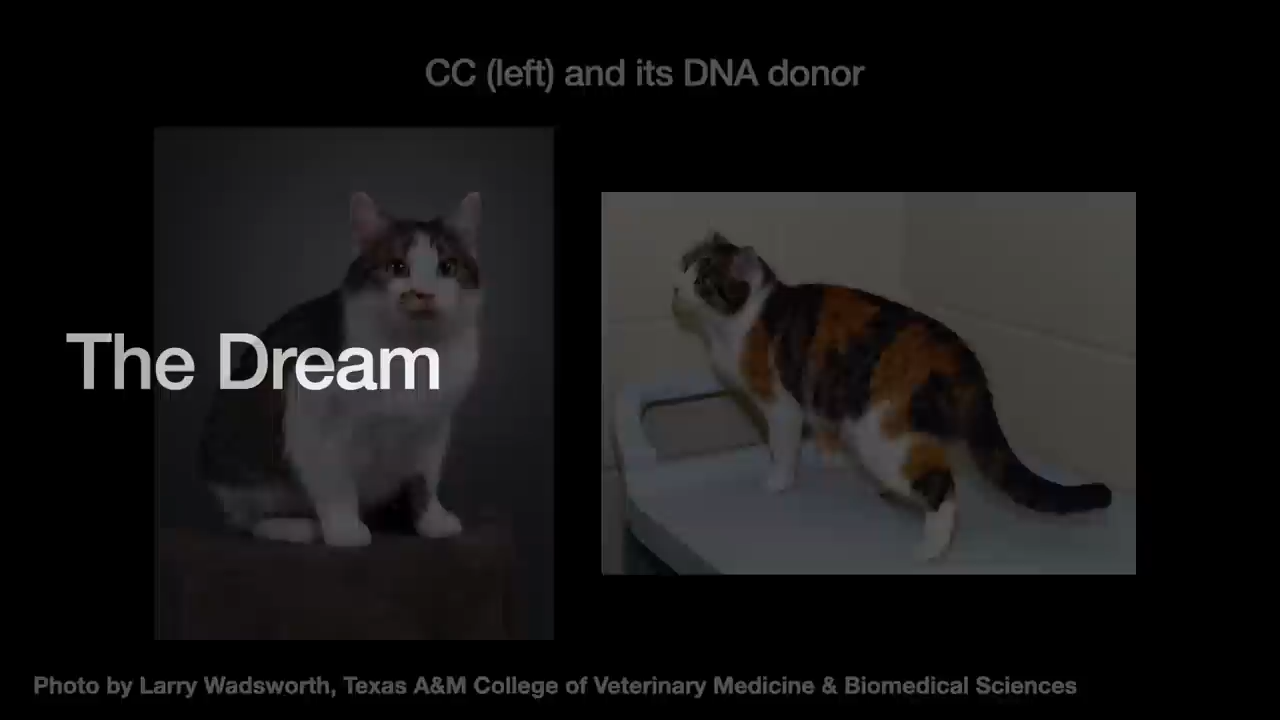 CC (left) and its DNA donor
The Dream
Photo by Larry Wadsworth, Texas A&M College of Veterinary Medicine & Biomedical Sciences